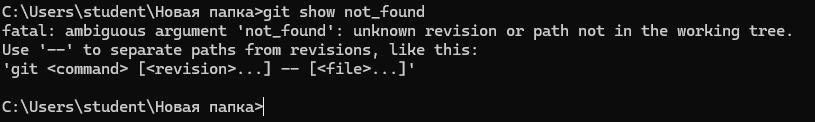 C:\Users\student\Новая папка>git show not_found
fatal: ambiguous argument 'not_found': unknown revision or path not in the working tree.
Use '--' to separate paths from revisions, like this:
'git <command> [<revision>...] -- [<file>...]'
C:\Users\student\Новая папка>